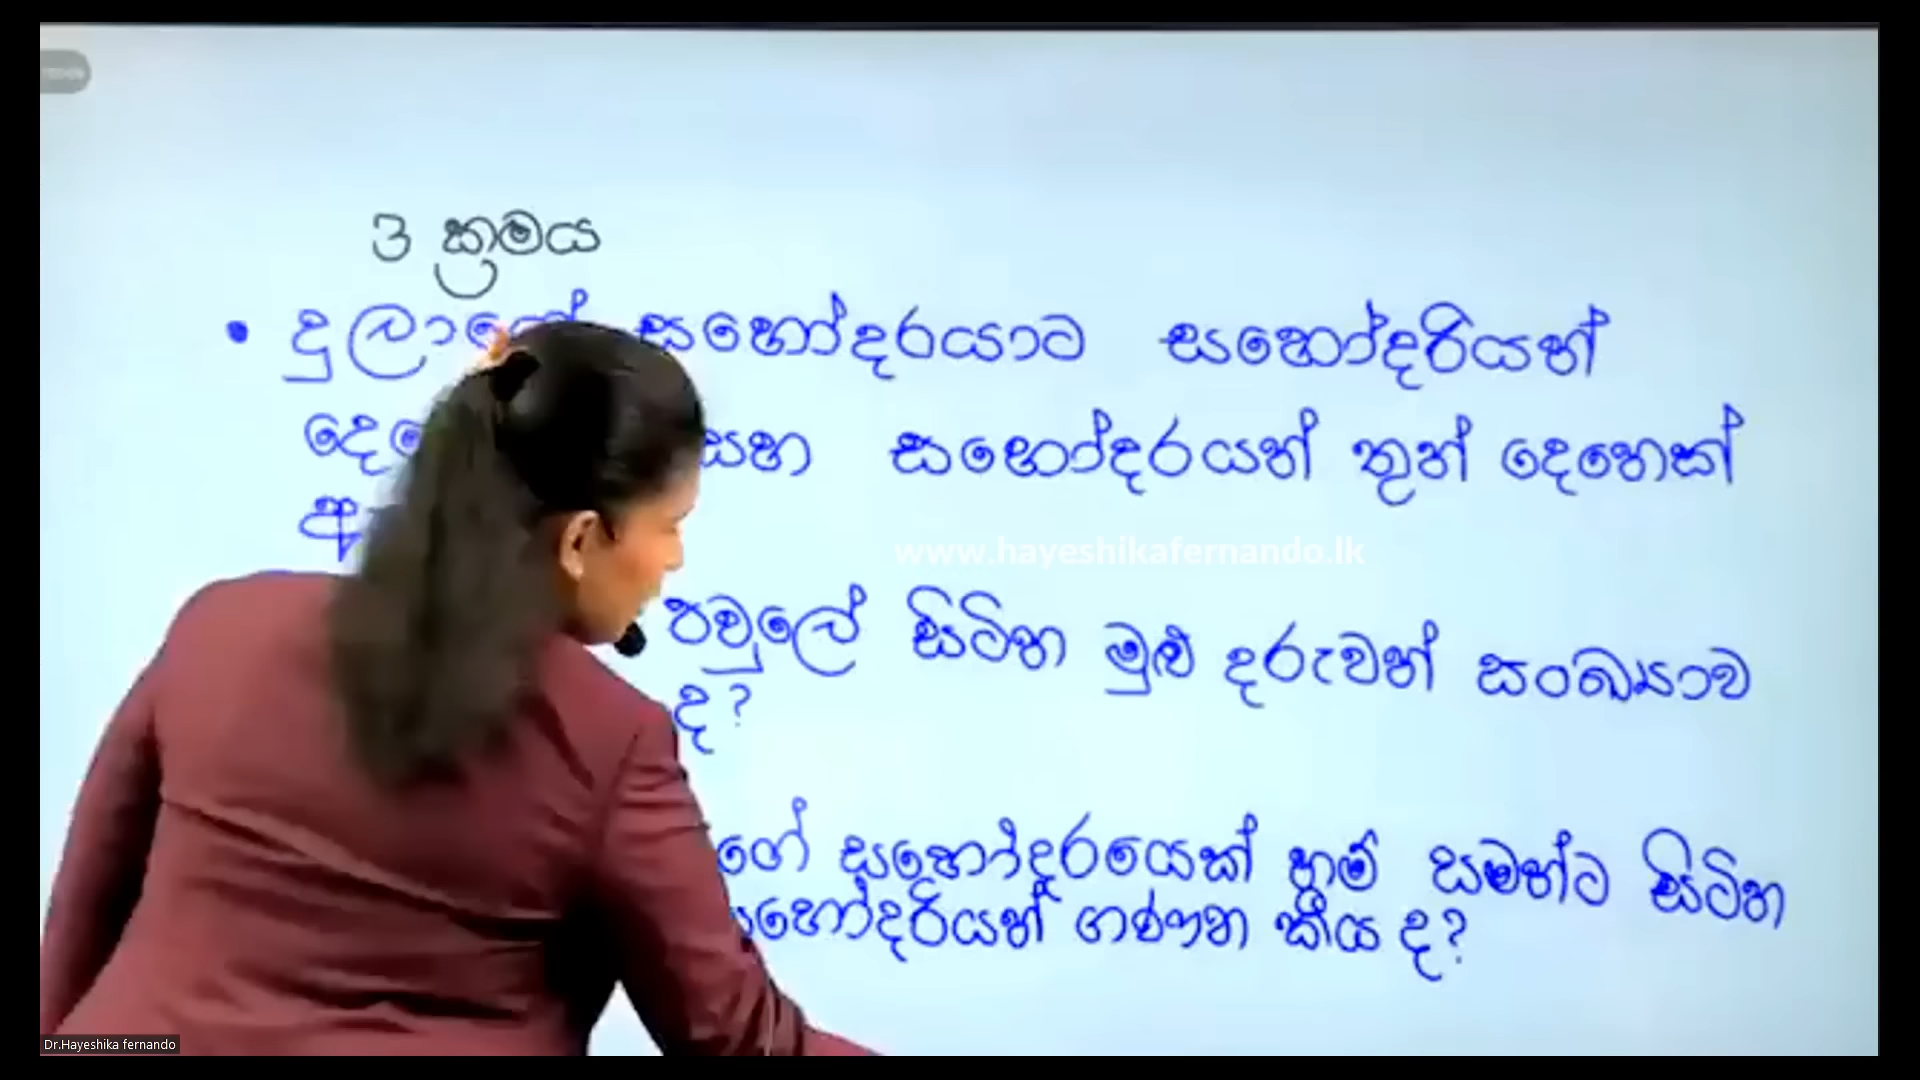 3 ක්‍රමය
• දුලාගේ සහෝදරයාට සහෝදරියන්
සහ සහෝදරයන් තුන් දෙනෙක්
www.hayeshikafernando.lk
පවුලේ සිටින මුළු දරුවන් සංඛ්‍යාව
ද?
ගේ සහෝදරයෙක් නම් සමන්ට සිටින
සහෝදරියන් ගණන කීය ද?
Dr.Hayeshika fernando